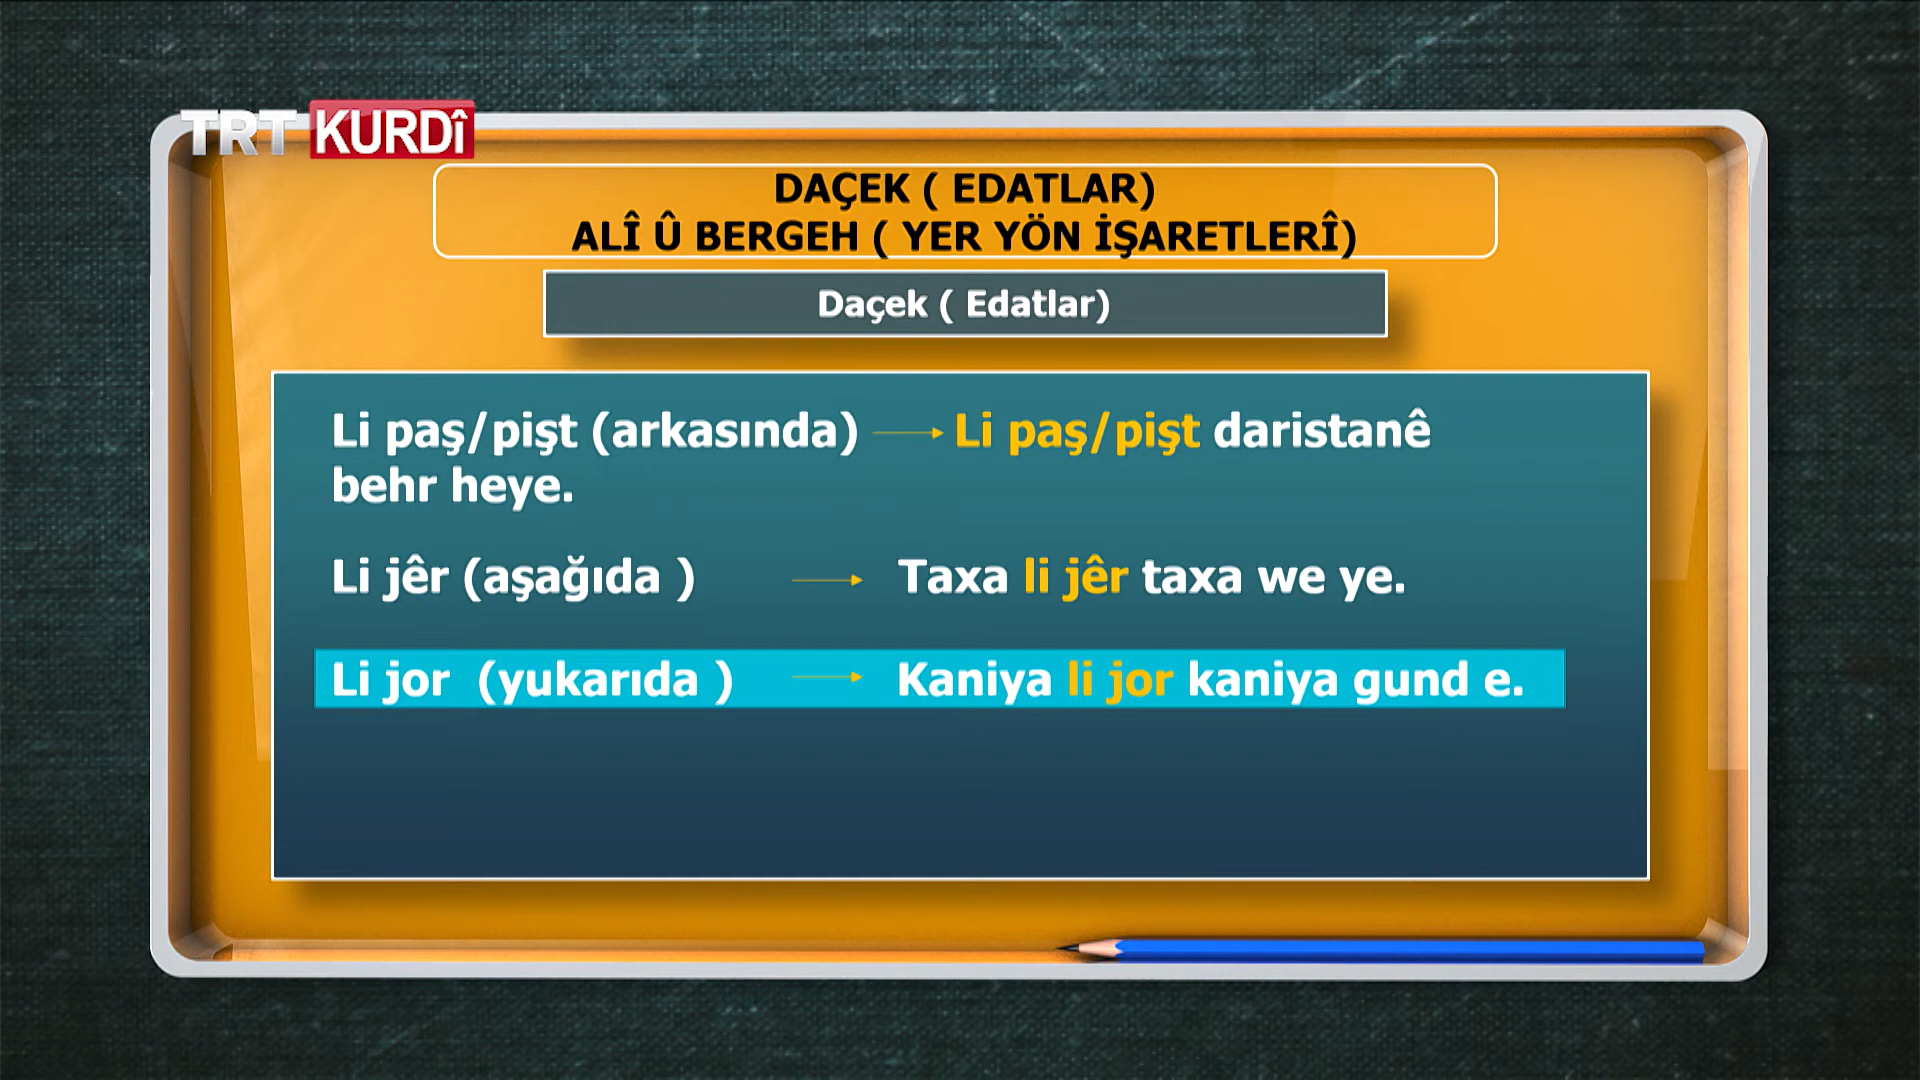 TRT KURDî
DAÇEK ( EDATLAR)
ALÎ Û BERGEH ( YER YÖN İŞARETLERÎ)
Daçek ( Edatlar)
Li paş/pişt (arkasında) → Li paş/pişt daristanê
behr heye.
Li jêr (aşağıda ) → Taxa li jêr taxa we ye.
Li jor (yukarıda ) → Kaniya li jor kaniya gund e.